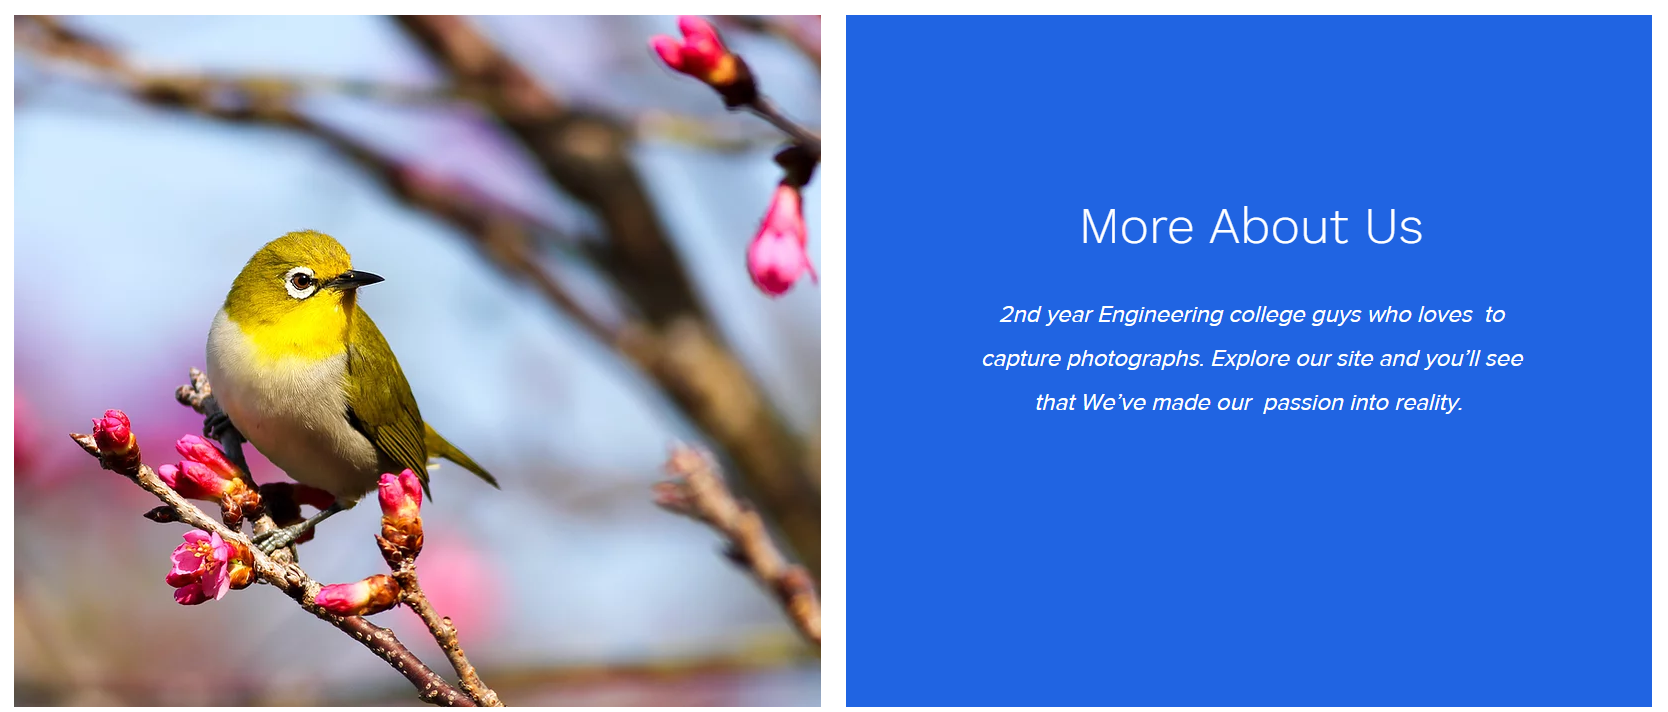 More About Us
2nd year Engineering college guys who loves  to
capture photographs. Explore our site and you’ll see
that We’ve made our  passion into reality.